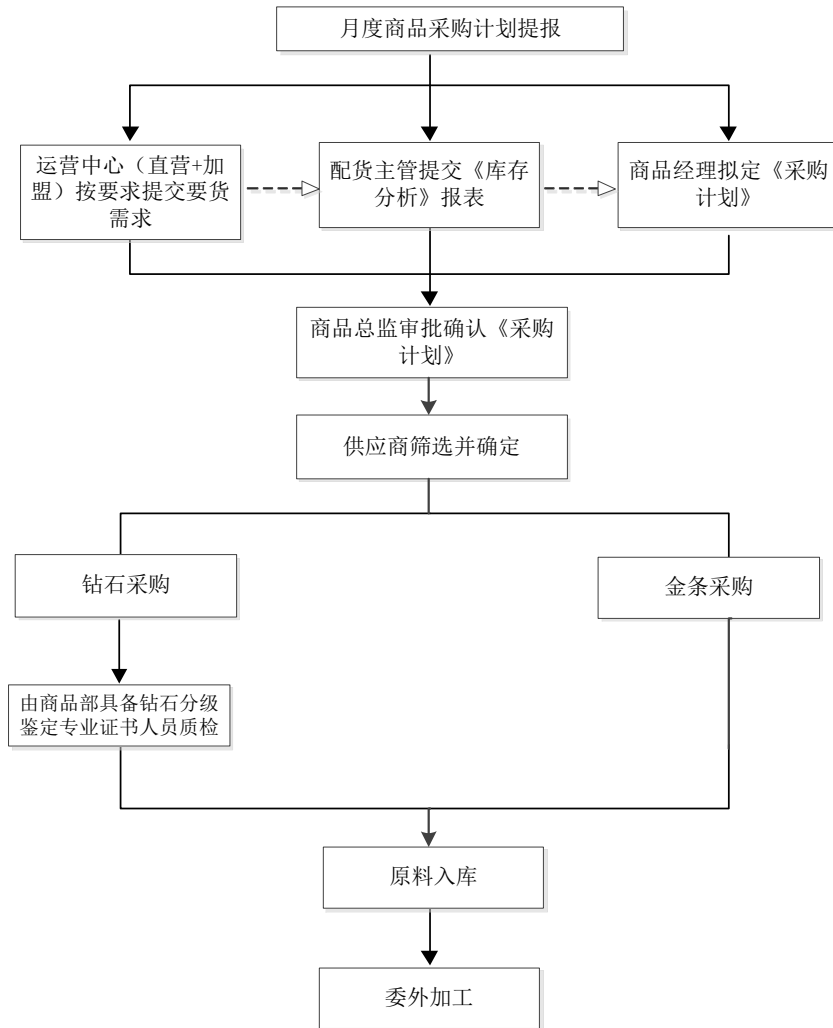 月度商品采购计划提报
运营中心（直营+加
盟）按要求提交要货
需求
配货主管提交《库存
分析》报表
商品经理拟定《采购
计划》
商品总监审批确认《采购
计划》
供应商筛选并确定
钻石采购
金条采购
由商品部具备钻石分级
鉴定专业证书人员质检
原料入库
委外加工